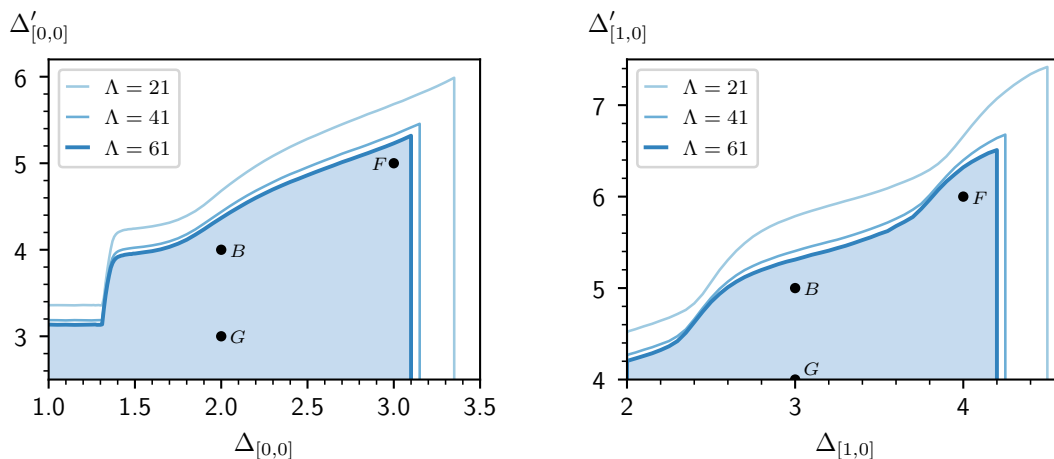 Δ′[0,0]
6
5
4
3
1.0 1.5 2.0 2.5 3.0 3.5
Δ[0,0]
Λ = 21
Λ = 41
Λ = 61
F
B
G
Δ′[1,0]
7
6
5
4
2 3 4
Δ[1,0]
Λ = 21
Λ = 41
Λ = 61
F
B
G